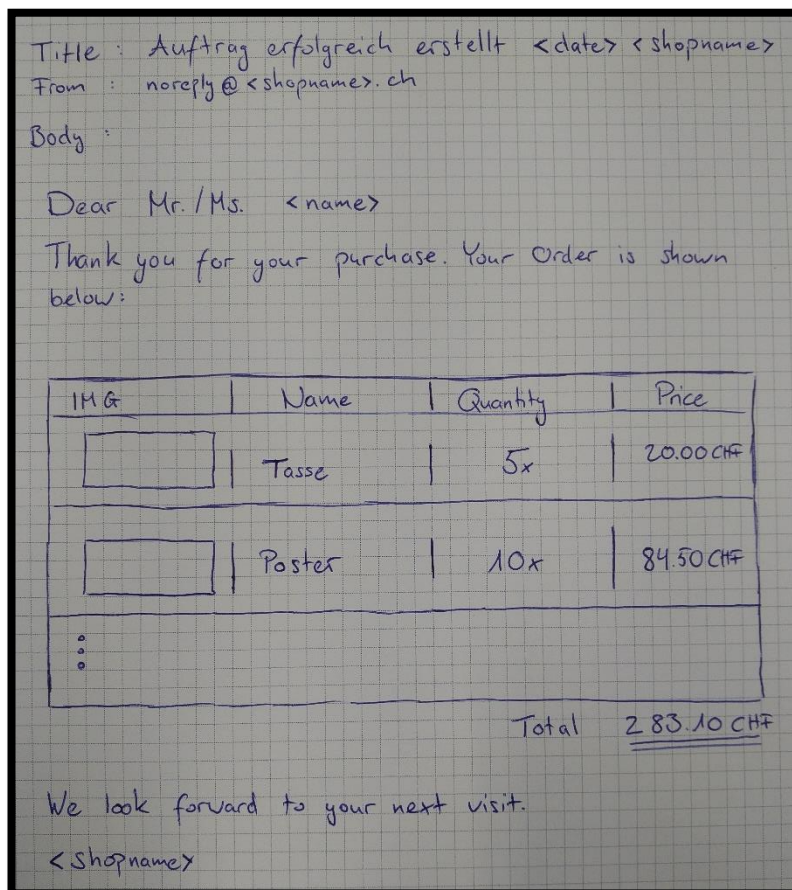 Title : Auftrag erfolgreich erstellt <date> <shopname>
From : noreply@<shopname>.ch
Body :
Dear Mr./Ms. <name>
Thank you for your purchase. Your Order is shown
below:
IMG | Name | Quantity | Price
Tasse | 5x | 20.00 CHF
Poster | 10x | 84.50 CHF
Total 283.10 CHF
We look forward to your next visit.
<shopname>